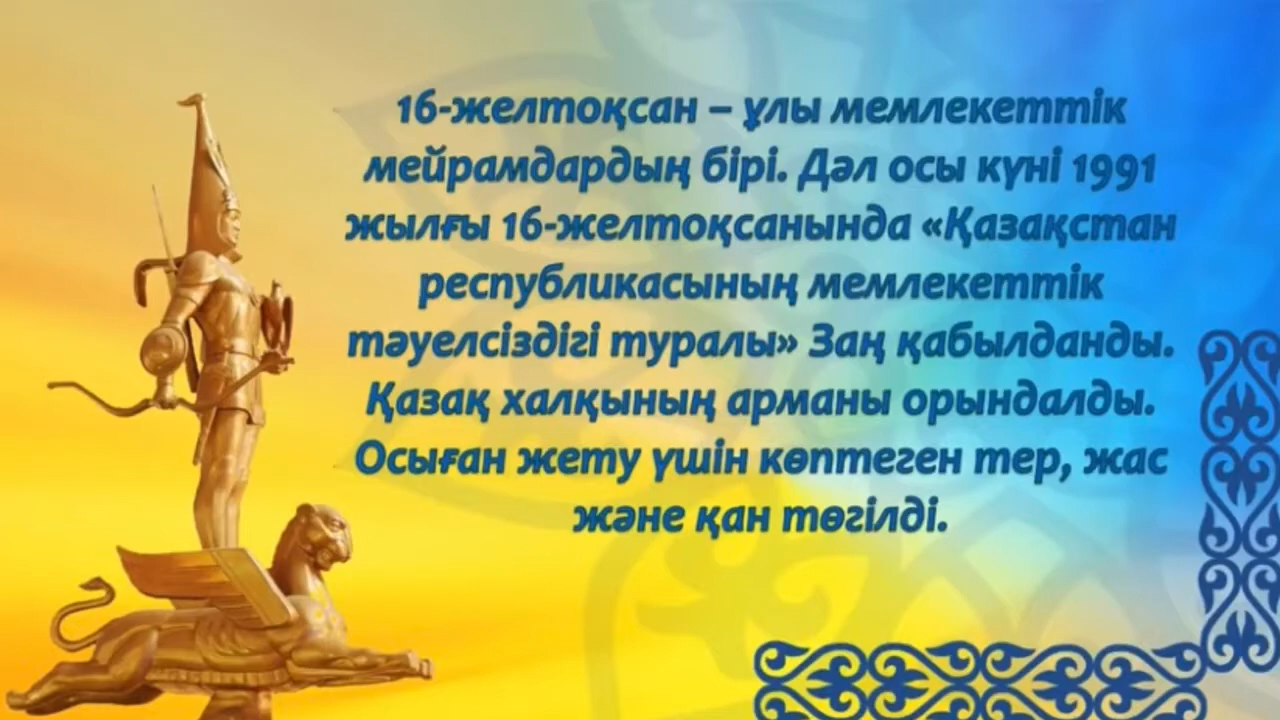 16-желтоқсан – ұлы мемлекеттік
мейрамдардың бірі. Дәл осы күні 1991
жылғы 16-желтоқсанында «Қазақстан
республикасының мемлекеттік
тәуелсіздігі туралы» Заң қабылданды.
Қазақ халқының арманы орындалды.
Осыған жету үшін көптеген тер, жас
және қан төгілді.